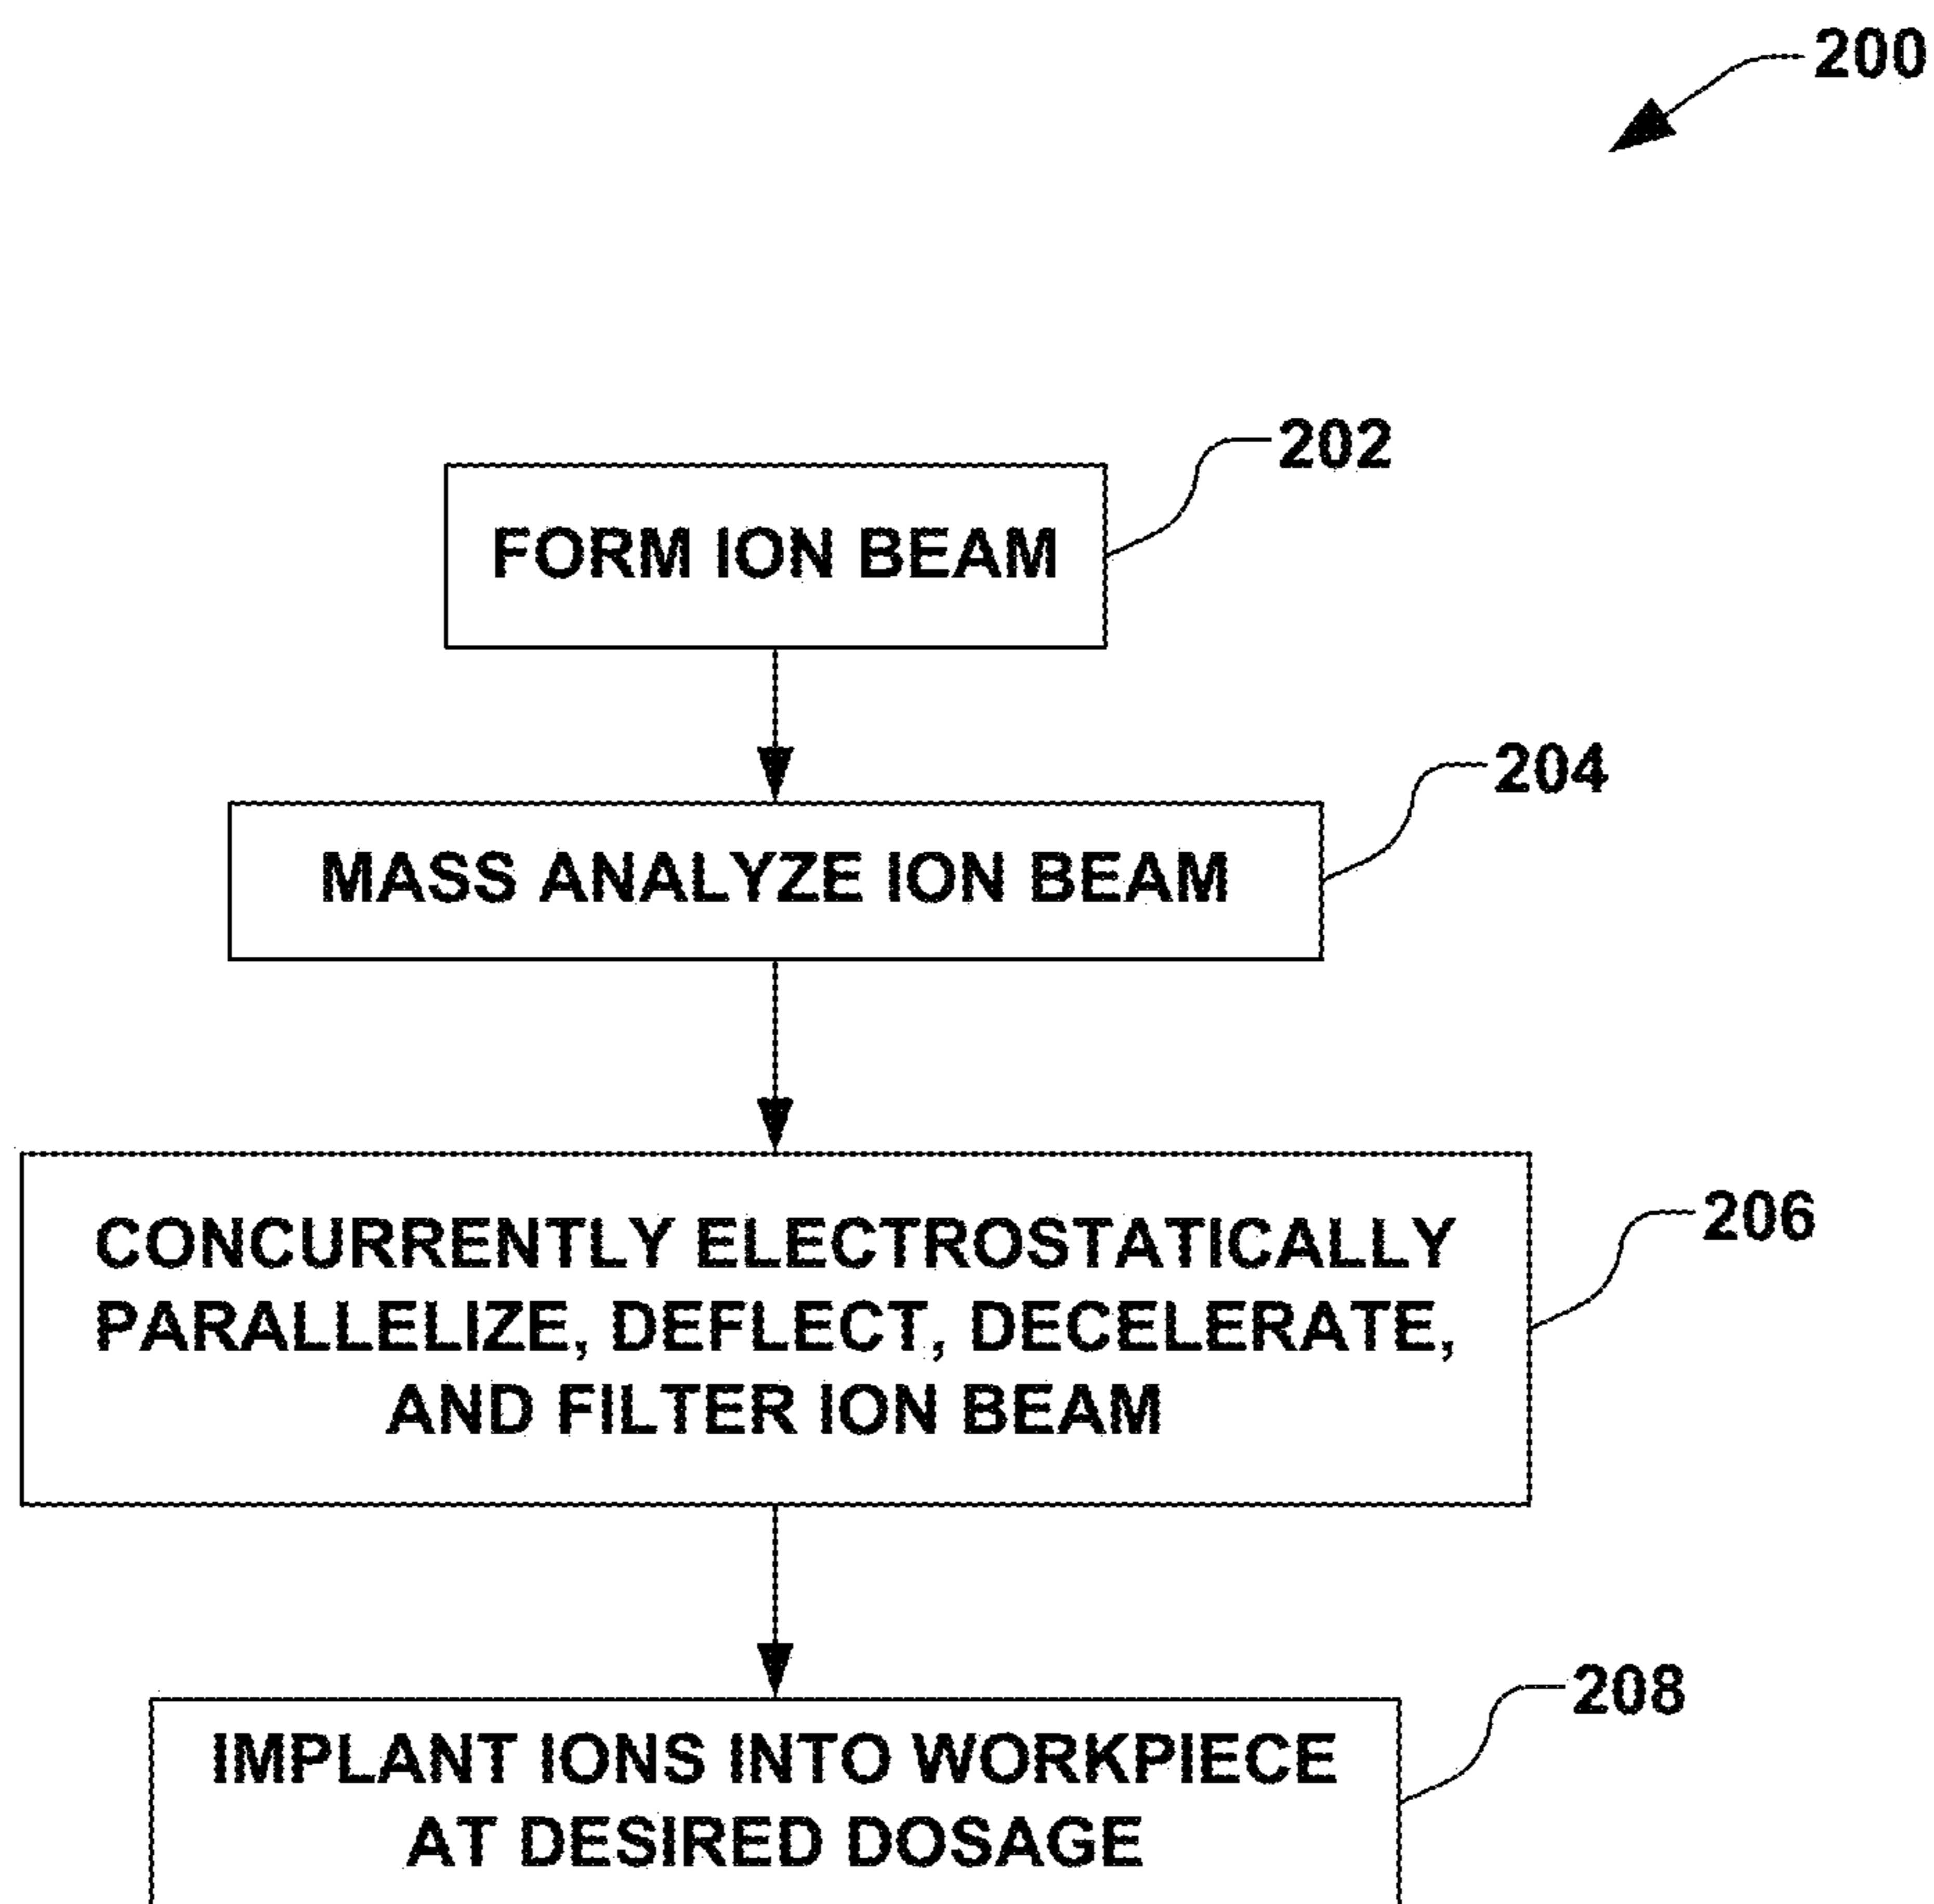 200
202
FORM ION BEAM
204
MASS ANALYZE ION BEAM
206
CONCURRENTLY ELECTROSTATICALLY
PARALLELIZE, DEFLECT, DECELERATE,
AND FILTER ION BEAM
208
IMPLANT IONS INTO WORKPIECE
AT DESIRED DOSAGE